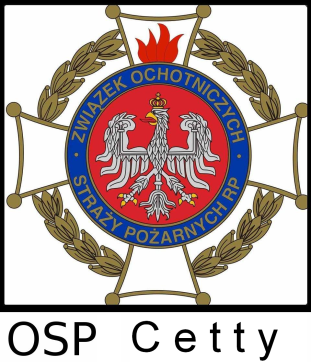 ZWIĄZEK OCHOTNICZYCH
STRAŻY POŻARNYCH RP
OSP Cetty